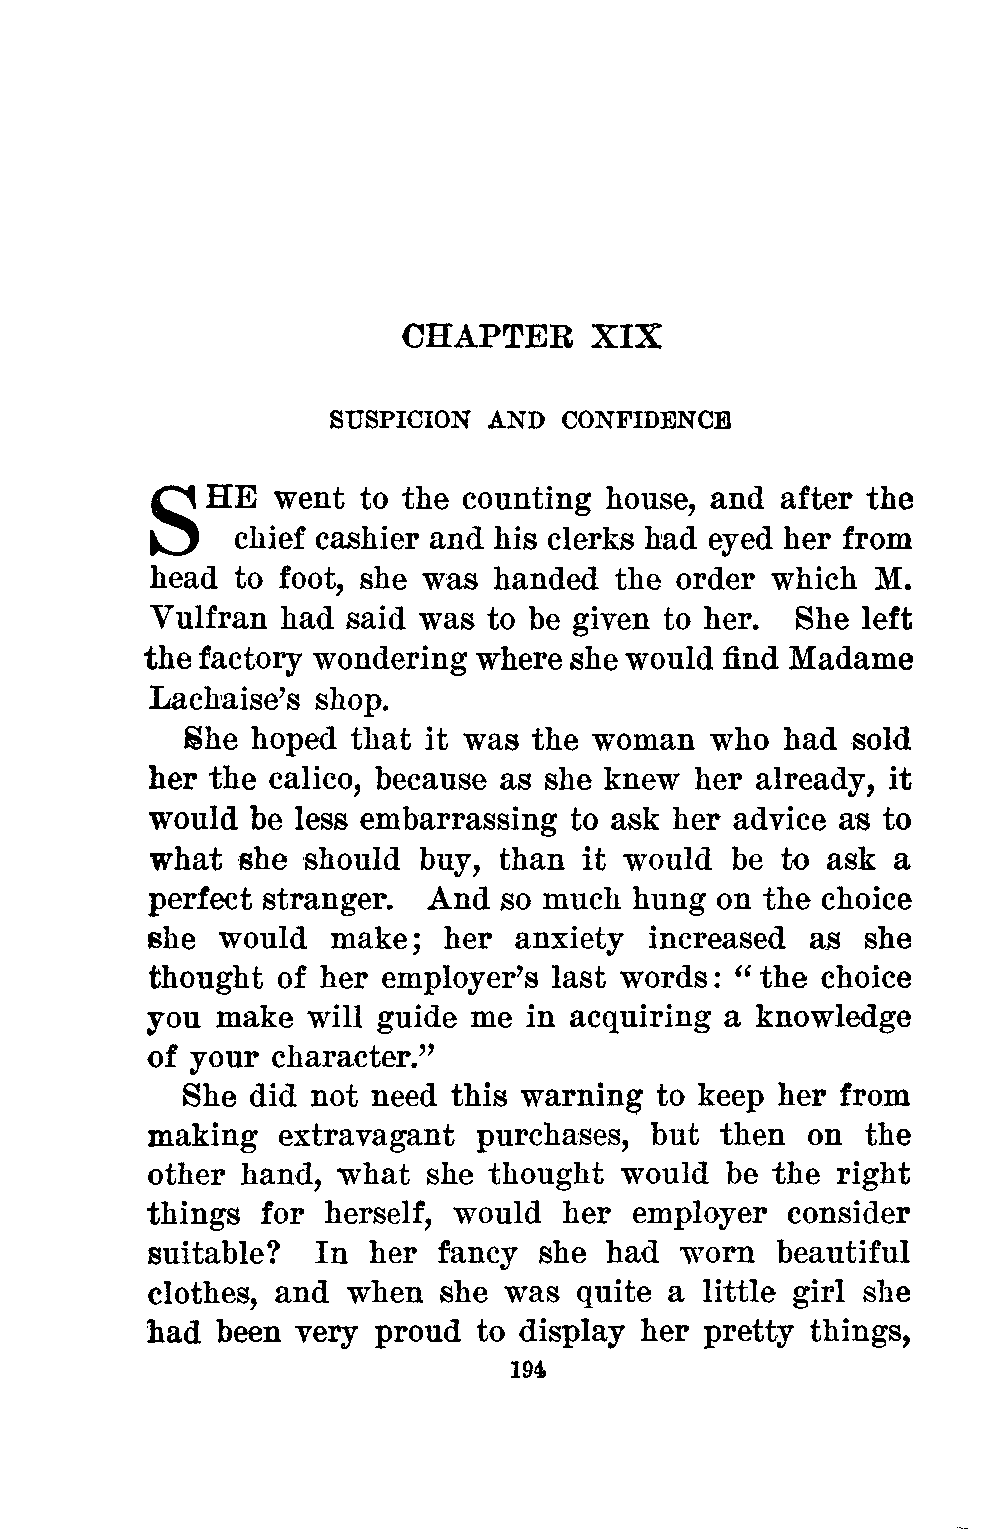 CHAPTER XIX
SUSPICION AND CONFIDENCE
SHE went to the counting house, and after the
chief cashier and his clerks had eyed her from
head to foot, she was handed the order which M.
Vulfran had said was to be given to her. She left
the factory wondering where she would find Madame
Lachaise's shop.
She hoped that it was the woman who had sold
her the calico, because as she knew her already, it
would be less embarrassing to ask her advice as to
what she should buy, than it would be to ask a
perfect stranger. And so much hung on the choice
she would make; her anxiety increased as she
thought of her employer's last words: "the choice
you make will guide me in acquiring a knowledge
of your character."
She did not need this warning to keep her from
making extravagant purchases, but then on the
other hand, what she thought would be the right
things for herself, would her employer consider
suitable? In her fancy she had worn beautiful
clothes, and when she was quite a little girl she
had been very proud to display her pretty things,
194